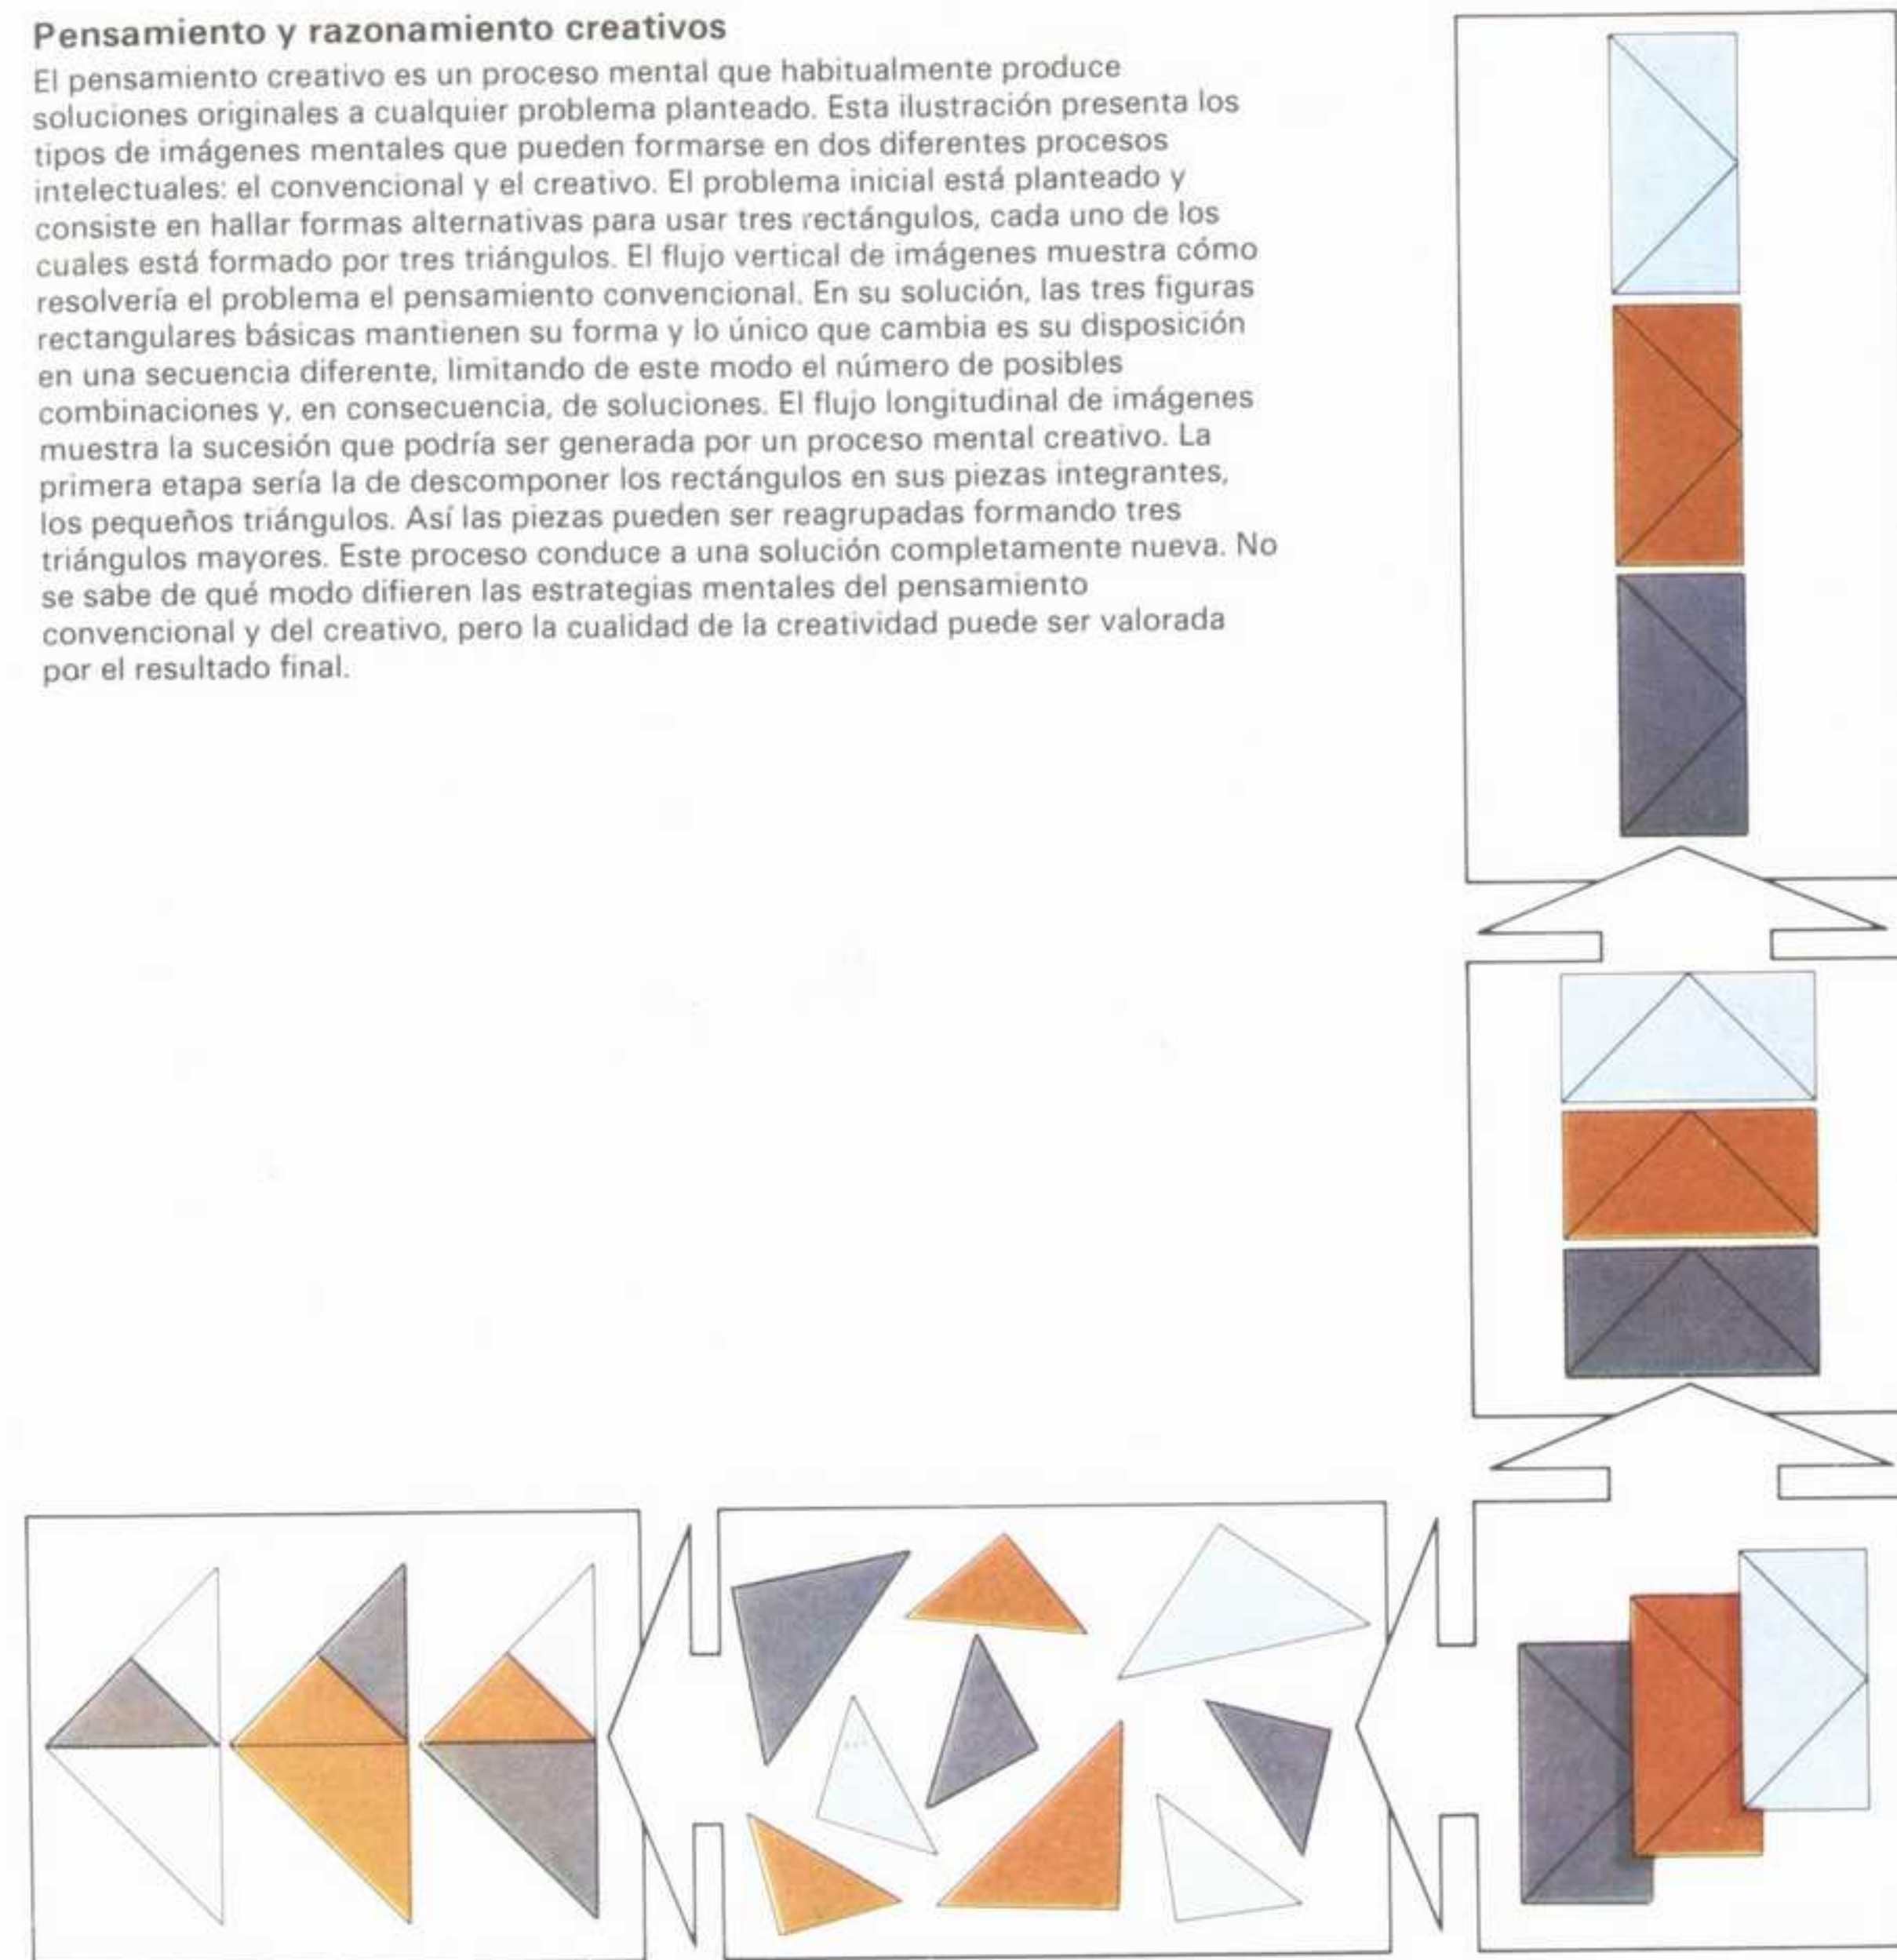 Pensamiento y razonamiento creativos
El pensamiento creativo es un proceso mental que habitualmente produce
soluciones originales a cualquier problema planteado. Esta ilustración presenta los
tipos de imágenes mentales que pueden formarse en dos diferentes procesos
intelectuales: el convencional y el creativo. El problema inicial está planteado y
consiste en hallar formas alternativas para usar tres rectángulos, cada uno de los
cuales está formado por tres triángulos. El flujo vertical de imágenes muestra cómo
resolvería el problema el pensamiento convencional. En su solución, las tres figuras
rectangulares básicas mantienen su forma y lo único que cambia es su disposición
en una secuencia diferente, limitando de este modo el número de posibles
combinaciones y, en consecuencia, de soluciones. El flujo longitudinal de imágenes
muestra la sucesión que podría ser generada por un proceso mental creativo. La
primera etapa sería la de descomponer los rectángulos en sus piezas integrantes,
los pequeños triángulos. Así las piezas pueden ser reagrupadas formando tres
triángulos mayores. Este proceso conduce a una solución completamente nueva. No
se sabe de qué modo difieren las estrategias mentales del pensamiento
convencional y del creativo, pero la cualidad de la creatividad puede ser valorada
por el resultado final.